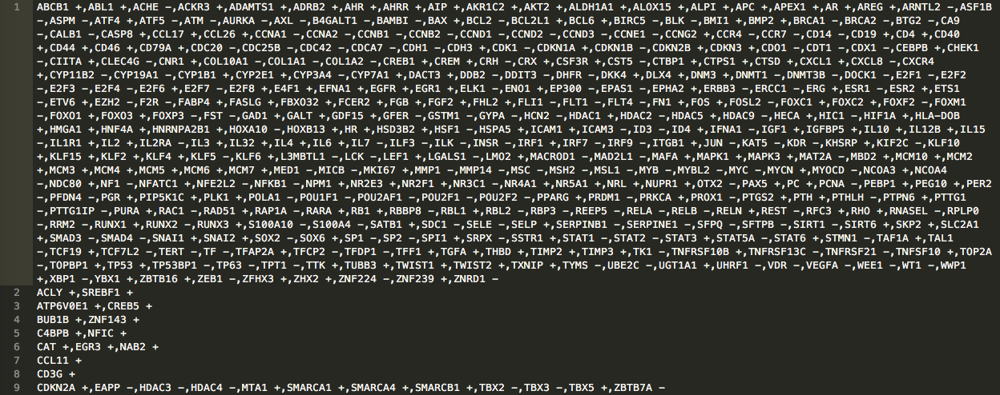 1 ABCB1 +,ABL1 +,ACHE −,ACKR3 −,ADAMTS1 +,ADRB2 +,AHR +,AHRR +,AIP +,AKR1C2 +,AKT2 +,ALDH1A1 −,ALOX15 +,ALPI +,APC +,APEX1 +,AR +,AREG +,ARNTL2 −,ASF1B
−,ASPM −,ATF4 +,ATF5 −,ATM −,AURKA −,AXL −,B4GALT1 −,BAMBI −,BAX +,BCL2 −,BCL2L1 +,BCL6 +,BIRC5 −,BLK −,BMI1 +,BMP2 +,BRCA1 −,BRCA2 −,BTG2 −,CA9
−,CALB1 −,CASP8 +,CCL17 +,CCL26 +,CCNA1 −,CCNA2 −,CCNB1 −,CCNB2 −,CCND1 −,CCND2 −,CCND3 −,CCNE1 −,CCNG2 +,CCR4 −,CCR7 −,CD14 −,CD19 +,CD4 +,CD40
+,CD44 +,CD46 +,CD79A +,CDC20 −,CDC25B −,CDC42 −,CDCA7 −,CDH1 −,CDH3 +,CDK1 −,CDKN1A +,CDKN1B −,CDKN2B +,CDKN3 +,CDO1 −,CDT1 −,CDX1 −,CEBPB +,CHEK1
−,CIITA +,CLEC4G −,CNR1 +,COL10A1 −,COL1A1 −,COL1A2 −,CREB1 +,CREM +,CRH −,CRX +,CSF3R +,CST5 −,CTBP1 +,CTPS1 +,CTSD +,CXCL1 +,CXCL8 −,CXCR4
+,CYP11B2 −,CYP19A1 −,CYP1B1 +,CYP2E1 +,CYP3A4 −,CYP7A1 −,DACT3 +,DDB2 −,DDIT3 −,DHFR −,DKK4 +,DLX4 +,DNM3 +,DNMT1 −,DNMT3B −,DOCK1 −,E2F1 −,E2F2
−,E2F3 −,E2F4 −,E2F6 +,E2F7 −,E2F8 +,E4F1 +,EFNA1 +,EGFR +,EGR1 +,ELK1 −,ENO1 +,EP300 −,EPAS1 −,EPHA2 +,ERBB3 −,ERCC1 −,ERG +,ESR1 −,ESR2 +,ETS1
−,ETV6 +,EZH2 −,F2R −,FABP4 +,FASLG +,FBXO32 +,FCER2 +,FGB +,FGF2 +,FHL2 +,FLI1 −,FLT1 −,FLT4 −,FN1 +,FOS +,FOSL2 −,FOXC1 +,FOXC2 +,FOXF2 −,FOXM1
−,FOXO1 +,FOXO3 +,FOXP3 −,FST −,GAD1 +,GALT +,GDF15 +,GFER −,GSTM1 −,GYPA −,HCN2 −,HDAC1 +,HDAC2 −,HDAC5 +,HDAC9 −,HECA +,HIC1 −,HIF1A +,HLA−DOB
+,HMGA1 +,HNF4A +,HNRNPA2B1 +,HOXA10 −,HOXB13 +,HR +,HSD3B2 +,HSF1 −,HSPA5 +,ICAM1 +,ICAM3 −,ID3 −,ID4 +,IFNA1 −,IGF1 +,IGFBP5 +,IL10 +,IL12B +,IL15
−,IL1R1 +,IL2 +,IL2RA −,IL3 +,IL32 +,IL4 +,IL6 +,IL7 −,ILF3 −,ILK −,INSR −,IRF1 +,IRF7 −,IRF9 −,ITGB1 +,JUN −,KAT5 −,KDR −,KHSRP +,KIF2C −,KLF10
+,KLF15 +,KLF2 +,KLF4 +,KLF5 −,KLF6 +,L3MBTL1 −,LCK −,LEF1 +,LGALS1 −,LMO2 +,MACROD1 −,MAD2L1 −,MAFA +,MAPK1 +,MAPK3 +,MAT2A −,MBD2 +,MCM10 +,MCM2
+,MCM3 +,MCM4 +,MCM5 +,MCM6 +,MCM7 +,MED1 −,MICB −,MKI67 +,MMP1 −,MMP14 −,MSC −,MSH2 −,MSL1 −,MYB −,MYBL2 −,MYC −,MYCN +,MYOCD −,NCOA3 +,NCOA4
−,NDC80 +,NF1 −,NFATC1 +,NFE2L2 −,NFKB1 −,NPM1 +,NR2E3 +,NR2F1 +,NR3C1 −,NR4A1 +,NR5A1 +,NRL +,NUPR1 +,OTX2 −,PAX5 +,PC +,PCNA −,PEBP1 +,PEG10 +,PER2
−,PFDN4 −,PGR +,PIP5K1C +,PLK1 +,POLA1 −,POU1F1 −,POU2AF1 −,POU2F1 −,POU2F2 −,PPARG +,PRDM1 −,PRKCA +,PROX1 −,PTGS2 +,PTH +,PTHLH −,PTPN6 +,PTTG1
−,PTTG1IP −,PURA +,RAC1 −,RAD51 +,RAP1A −,RARA +,RB1 +,RBBP8 −,RBL1 +,RBL2 −,RBP3 −,REEP5 −,RELA −,RELB −,RELN +,REST −,RFC3 +,RHO +,RNASEL −,RPLP0
−,RRM2 −,RUNX1 +,RUNX2 −,RUNX3 +,S100A10 −,S100A4 −,SATB1 +,SDC1 −,SELE −,SELP +,SERPINB1 −,SERPINE1 −,SFPQ −,SFTPB −,SIRT1 −,SIRT6 +,SKP2 +,SLC2A1
+,SMAD3 −,SMAD4 −,SNAI1 +,SNAI2 +,SOX2 −,SOX6 +,SP1 −,SP2 −,SPI1 +,SRPX −,SSTR1 +,STAT1 −,STAT2 −,STAT3 +,STAT5A −,STAT6 +,STMN1 −,TAF1A +,TAL1
−,TCF19 +,TCF7L2 −,TERT −,TF −,TFAP2A +,TFCP2 −,TFDP1 −,TFF1 +,TGFA +,THBD +,TIMP2 +,TIMP3 +,TK1 −,TNFRSF10B +,TNFRSF13C −,TNFRSF21 −,TNFSF10 +,TOP2A
−,TOPBP1 +,TP53 +,TP53BP1 −,TP63 −,TPT1 −,TTK +,TUBB3 +,TWIST1 +,TWIST2 +,TXNIP +,TYMS −,UBE2C −,UGT1A1 +,UHRF1 −,VDR −,VEGFA −,WEE1 −,WT1 −,WWP1
+,XBP1 −,YBX1 +,ZBTB16 +,ZEB1 −,ZFHX3 +,ZHX2 +,ZNF224 −,ZNF239 +,ZNRD1 −
2 ACLY +,SREBF1 +
3 ATP6V0E1 +,CREB5 +
4 BUB1B +,ZNF143 +
5 C4BPB +,NFIC +
6 CAT +,EGR3 +,NAB2 +
7 CCL11 +
8 CD3G +
9 CDKN2A +,EAPP −,HDAC3 −,HDAC4 −,MTA1 +,SMARCA1 +,SMARCA4 +,SMARCB1 +,TBX2 −,TBX3 −,TBX5 +,ZBTB7A −